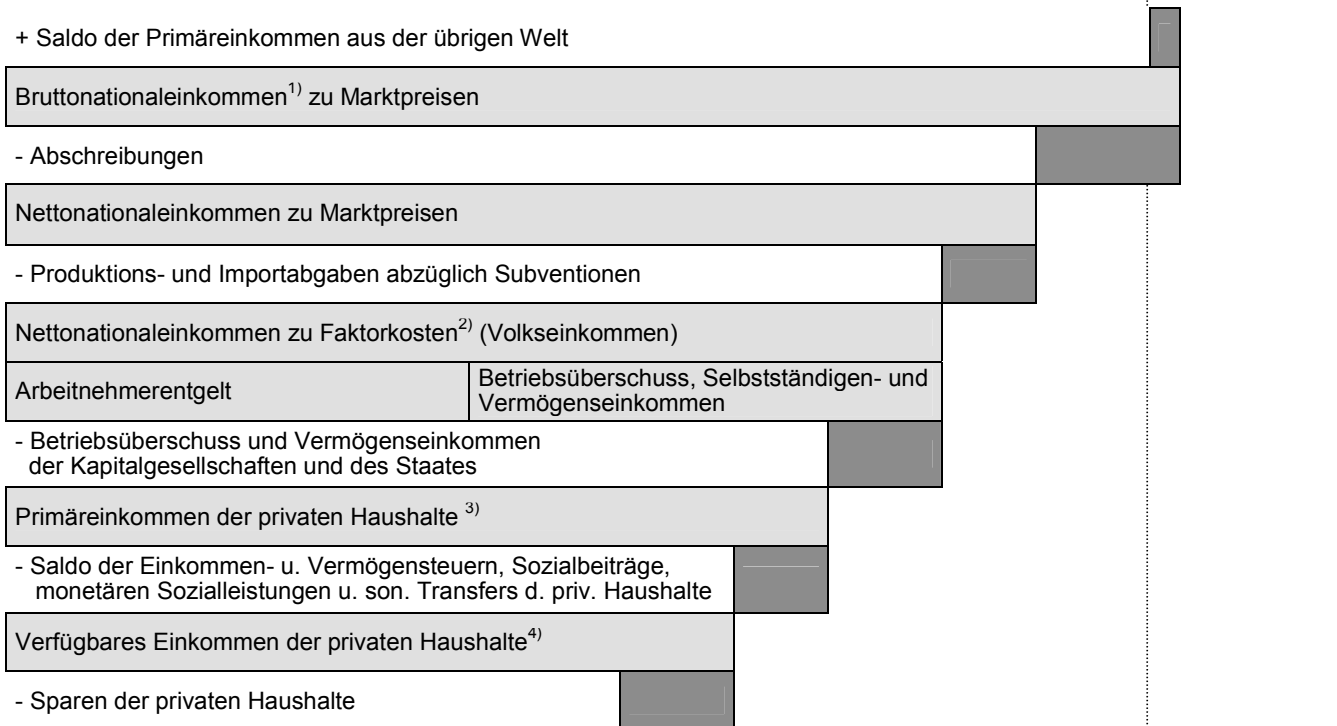 + Saldo der Primäreinkommen aus der übrigen Welt
Bruttonationaleinkommen1) zu Marktpreisen
- Abschreibungen
Nettonationaleinkommen zu Marktpreisen
- Produktions- und Importabgaben abzüglich Subventionen
Nettonationaleinkommen zu Faktorkosten2) (Volkseinkommen)
Arbeitnehmerentgelt
Betriebsüberschuss, Selbstständigen- und
Vermögenseinkommen
- Betriebsüberschuss und Vermögenseinkommen
der Kapitalgesellschaften und des Staates
Primäreinkommen der privaten Haushalte 3)
- Saldo der Einkommen- u. Vermögensteuern, Sozialbeiträge,
monetären Sozialleistungen u. son. Transfers d. priv. Haushalte
Verfügbares Einkommen der privaten Haushalte4)
- Sparen der privaten Haushalte